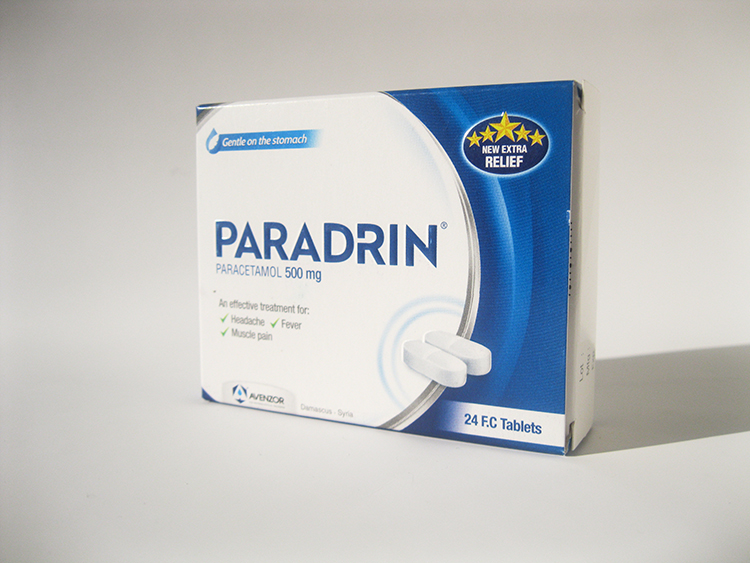 Gentle on the stomach
NEW EXTRA
RELIEF
PARADRIN®
PARACETAMOL 500 mg
An effective treatment for:
Headache Fever
Muscle pain
AVENZOR
Damascus - Syria
24 F.C Tablets
Lot